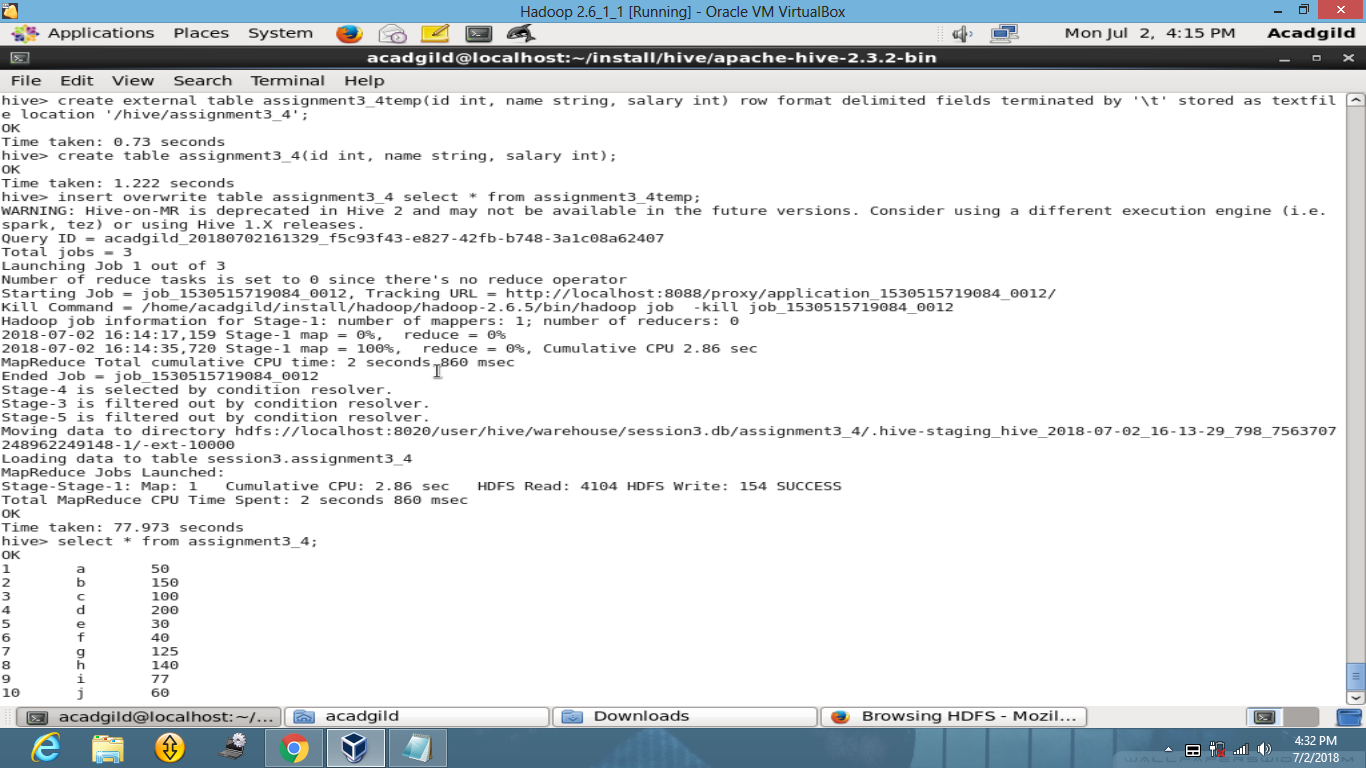 Hadoop 2.6_1_1 [Running] - Oracle VM VirtualBox
Applications Places System Mon Jul 2, 4:15 PM Acadgild
acadgild@localhost:~/install/hive/apache-hive-2.3.2-bin
File Edit View Search Terminal Help
hive> create external table assignment3_4temp(id int, name string, salary int) row format delimited fields terminated by '\t' stored as textfil
e location '/hive/assignment3_4';
OK
Time taken: 0.73 seconds
hive> create table assignment3_4(id int, name string, salary int);
OK
Time taken: 1.222 seconds
hive> insert overwrite table assignment3_4 select * from assignment3_4temp;
WARNING: Hive-on-MR is deprecated in Hive 2 and may not be available in the future versions. Consider using a different execution engine (i.e.
spark, tez) or using Hive 1.X releases.
Query ID = acadgild_20180702161329_f5c93f43-e827-42fb-b748-3a1c08a62407
Total jobs = 3
Launching Job 1 out of 3
Number of reduce tasks is set to 0 since there's no reduce operator
Starting Job = job_1530515719084_0012, Tracking URL = http://localhost:8088/proxy/application_1530515719084_0012/
Kill Command = /home/acadgild/install/hadoop/hadoop-2.6.5/bin/hadoop job  -kill job_1530515719084_0012
Hadoop job information for Stage-1: number of mappers: 1; number of reducers: 0
2018-07-02 16:14:17,159 Stage-1 map = 0%,  reduce = 0%
2018-07-02 16:14:35,720 Stage-1 map = 100%,  reduce = 0%, Cumulative CPU 2.86 sec
MapReduce Total cumulative CPU time: 2 seconds 860 msec
Ended Job = job_1530515719084_0012
Stage-4 is selected by condition resolver.
Stage-3 is filtered out by condition resolver.
Stage-5 is filtered out by condition resolver.
Moving data to directory hdfs://localhost:8020/user/hive/warehouse/session3.db/assignment3_4/.hive-staging_hive_2018-07-02_16-13-29_798_7563707
248962249148-1/-ext-10000
Loading data to table session3.assignment3_4
MapReduce Jobs Launched:
Stage-Stage-1: Map: 1   Cumulative CPU: 2.86 sec   HDFS Read: 4104 HDFS Write: 154 SUCCESS
Total MapReduce CPU Time Spent: 2 seconds 860 msec
OK
Time taken: 77.973 seconds
hive> select * from assignment3_4;
OK
1 a 50
2 b 150
3 c 100
4 d 200
5 e 30
6 f 40
7 g 125
8 h 140
9 i 77
10 j 60
acadgild@localhost:~/... acadgild Downloads Browsing HDFS - Mozil...
4:32 PM
7/2/2018